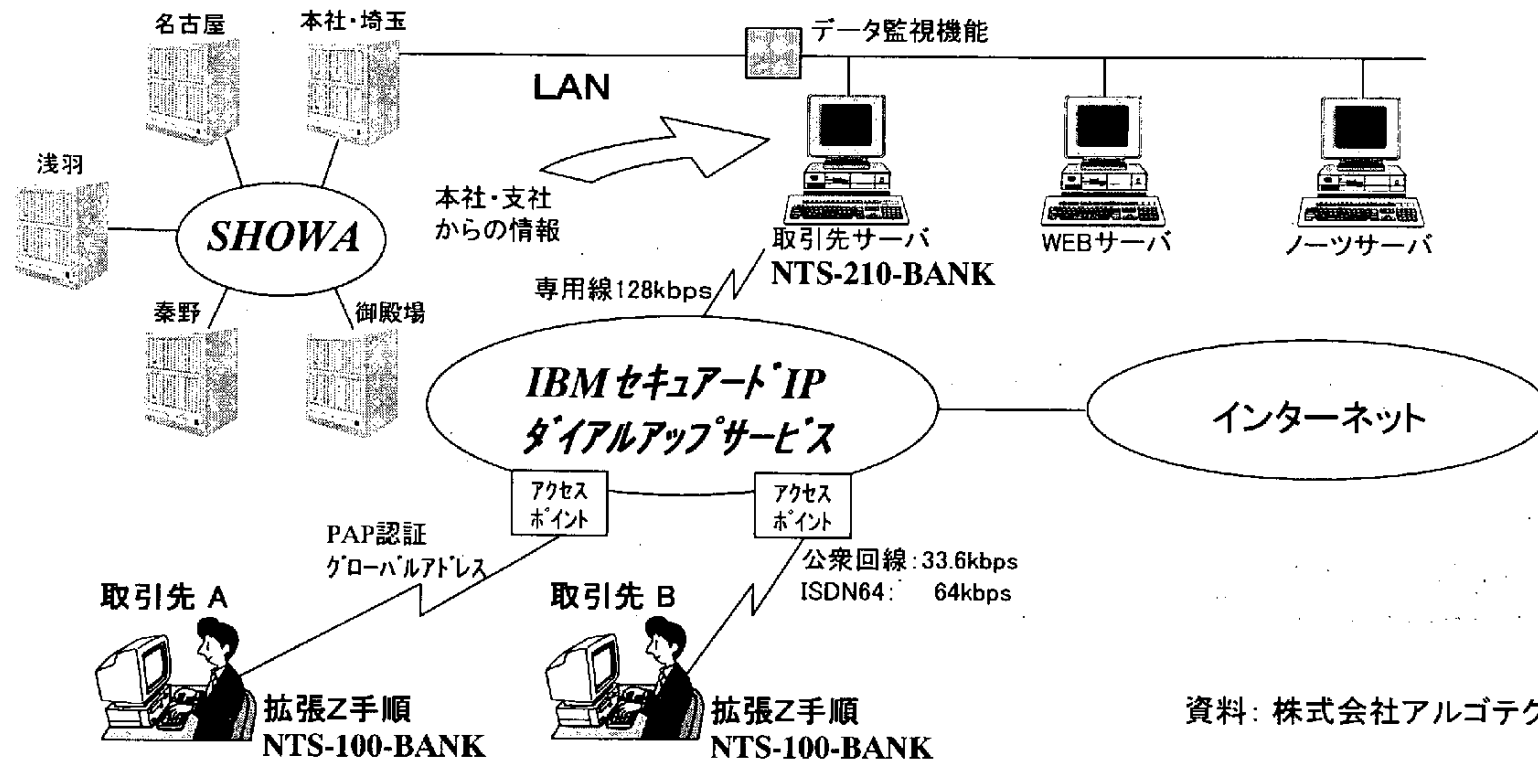 名古屋
本社・埼玉
データ監視機能
LAN
浅羽
本社・支社
からの情報
SHOWA
取引先サーバ
NTS-210-BANK
WEBサーバ
ノーツサーバ
専用線128kbps
秦野
御殿場
IBMセキュアードIP
ダイアルアップサービス
インターネット
アクセス
ポイント
アクセス
ポイント
PAP認証
グローバルアドレス
公衆回線：33.6kbps
ISDN64： 64kbps
取引先 A
取引先 B
拡張Z手順
NTS-100-BANK
拡張Z手順
NTS-100-BANK
資料：株式会社アルゴテク